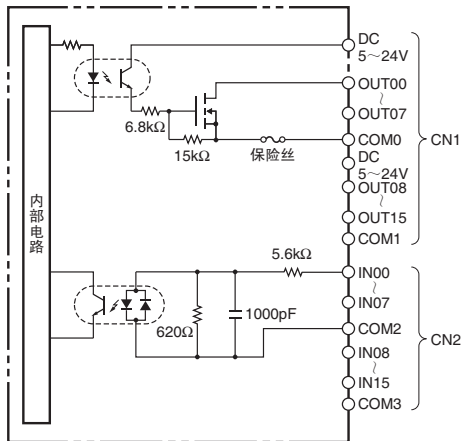 DC
5～24V
OUT00
～
OUT07
6.8kΩ
COM0
CN1
15kΩ
保险丝
DC
5～24V
OUT08
～
OUT15
COM1
内部电路
5.6kΩ
IN00
～
IN07
1000pF
620Ω
COM2
CN2
IN08
～
IN15
COM3